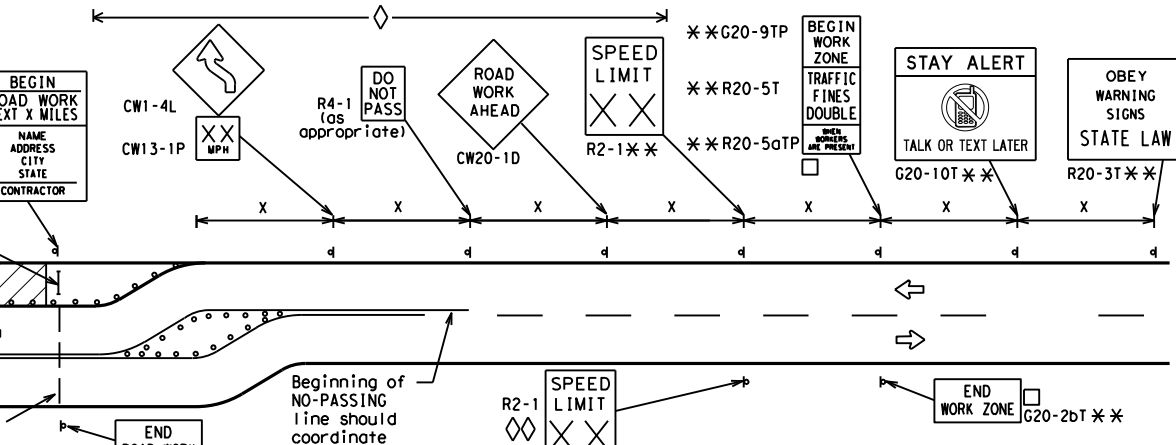 BEGIN
ROAD WORK
NEXT X MILES
NAME
ADDRESS
CITY
STATE
CONTRACTOR
CW1-4L
CW13-1P
XX
MPH
R4-1
(as
appropriate)
DO
NOT
PASS
ROAD
WORK
AHEAD
CW20-1D
SPEED
LIMIT
X X
R2-1**
**G20-9TP
**R20-5T
**R20-5aTP
BEGIN
WORK
ZONE
TRAFFIC
FINES
DOUBLE
WHEN
WORKERS
ARE PRESENT
STAY ALERT
TALK OR TEXT LATER
G20-10T**
OBEY
WARNING
SIGNS
STATE LAW
R20-3T**
X X X X X X X
Beginning of
NO-PASSING
line should
coordinate
R2-1
SPEED
LIMIT
X X
END
WORK ZONE
G20-2bT**
END
ROAD WORK